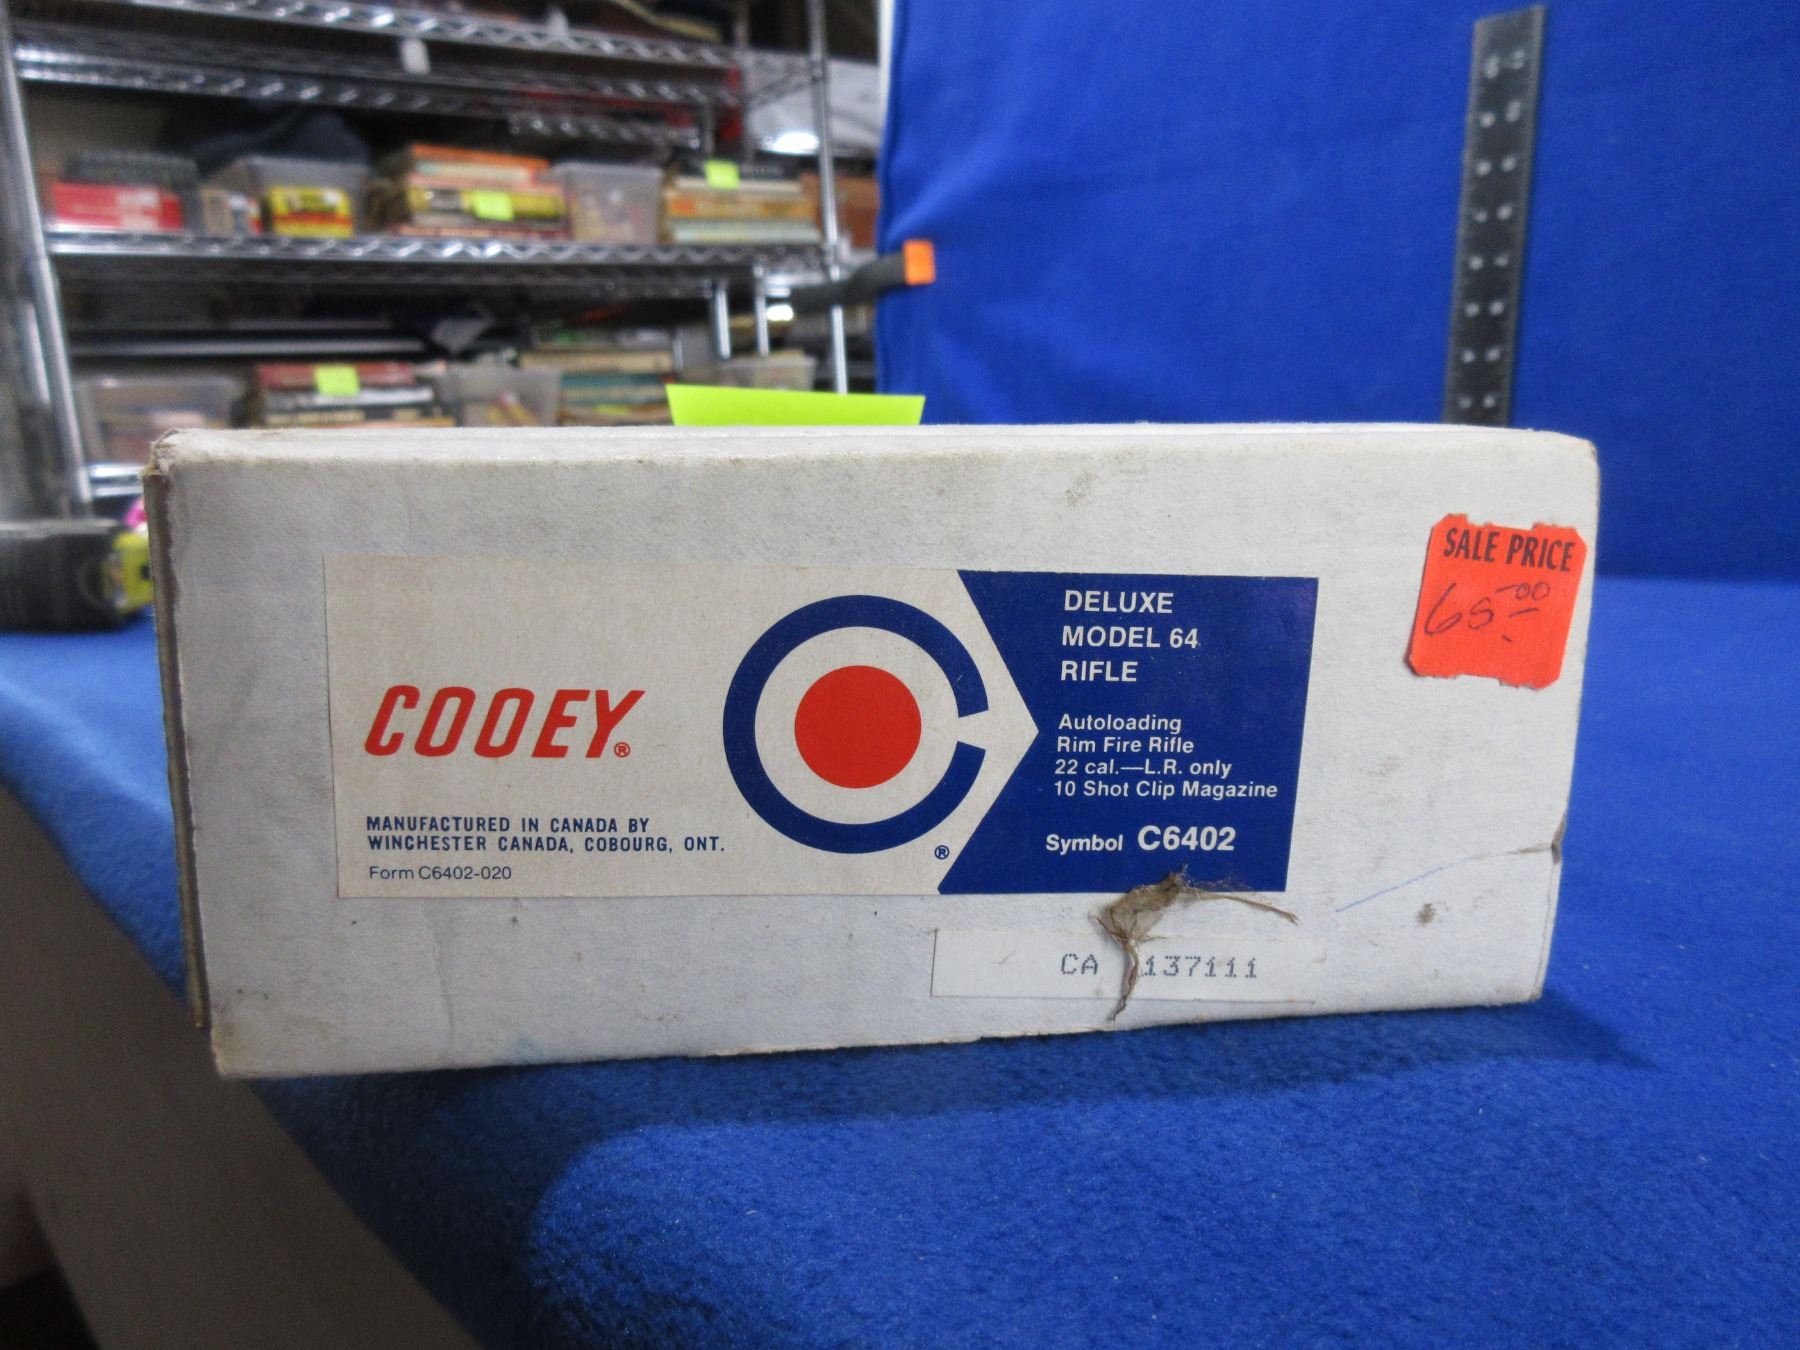 SALE PRICE
65.00
DELUXE
MODEL 64
RIFLE
COOEY®
Autoloading
Rim Fire Rifle
22 cal.—L.R. only
10 Shot Clip Magazine
MANUFACTURED IN CANADA BY
WINCHESTER CANADA, COBOURG, ONT.
Form C6402-020
®
Symbol C6402
CA 137111